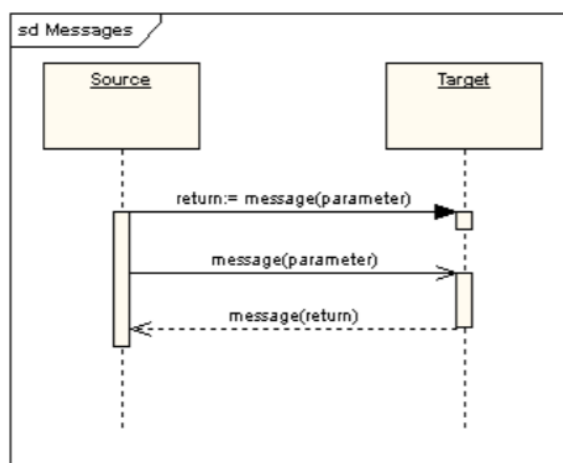 sd Messages
Source
Target
return:= message(parameter)
message(parameter)
message(return)